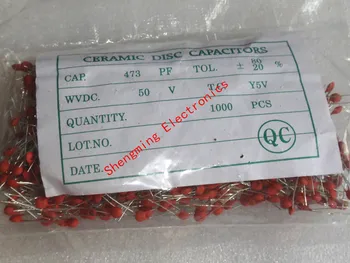 CERAMIC DISC CAPACITORS
CAP. 473 PF TOL. ± 80 20 %
WVDC. 50 V T.C. Y5V
QUANTITY. 1000 PCS
LOT.NO.
DATE.
QC
Shengming Electronics